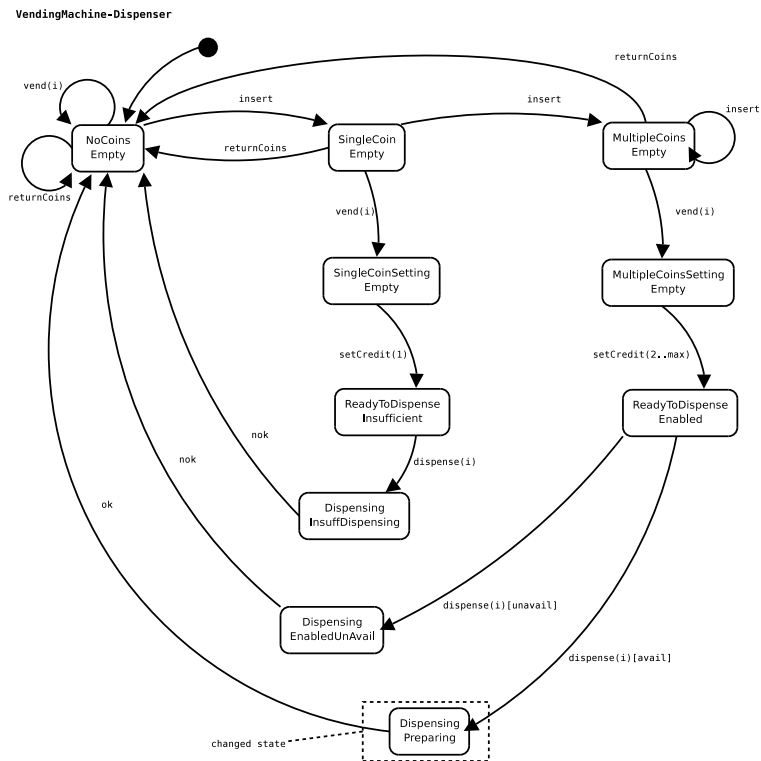 VendingMachine-Dispenser
returnCoins
vend(i)
insert
insert
insert
NoCoins
Empty
SingleCoin
Empty
MultipleCoins
Empty
returnCoins
returnCoins
vend(i)
vend(i)
SingleCoinSetting
Empty
MultipleCoinsSetting
Empty
setCredit(1)
setCredit(2..max)
ReadyToDispense
Insufficient
ReadyToDispense
Enabled
nok
nok
dispense(i)
ok
Dispensing
InsuffDispensing
dispense(i)[unavail]
Dispensing
EnabledUnAvail
dispense(i)[avail]
Dispensing
Preparing
changed state